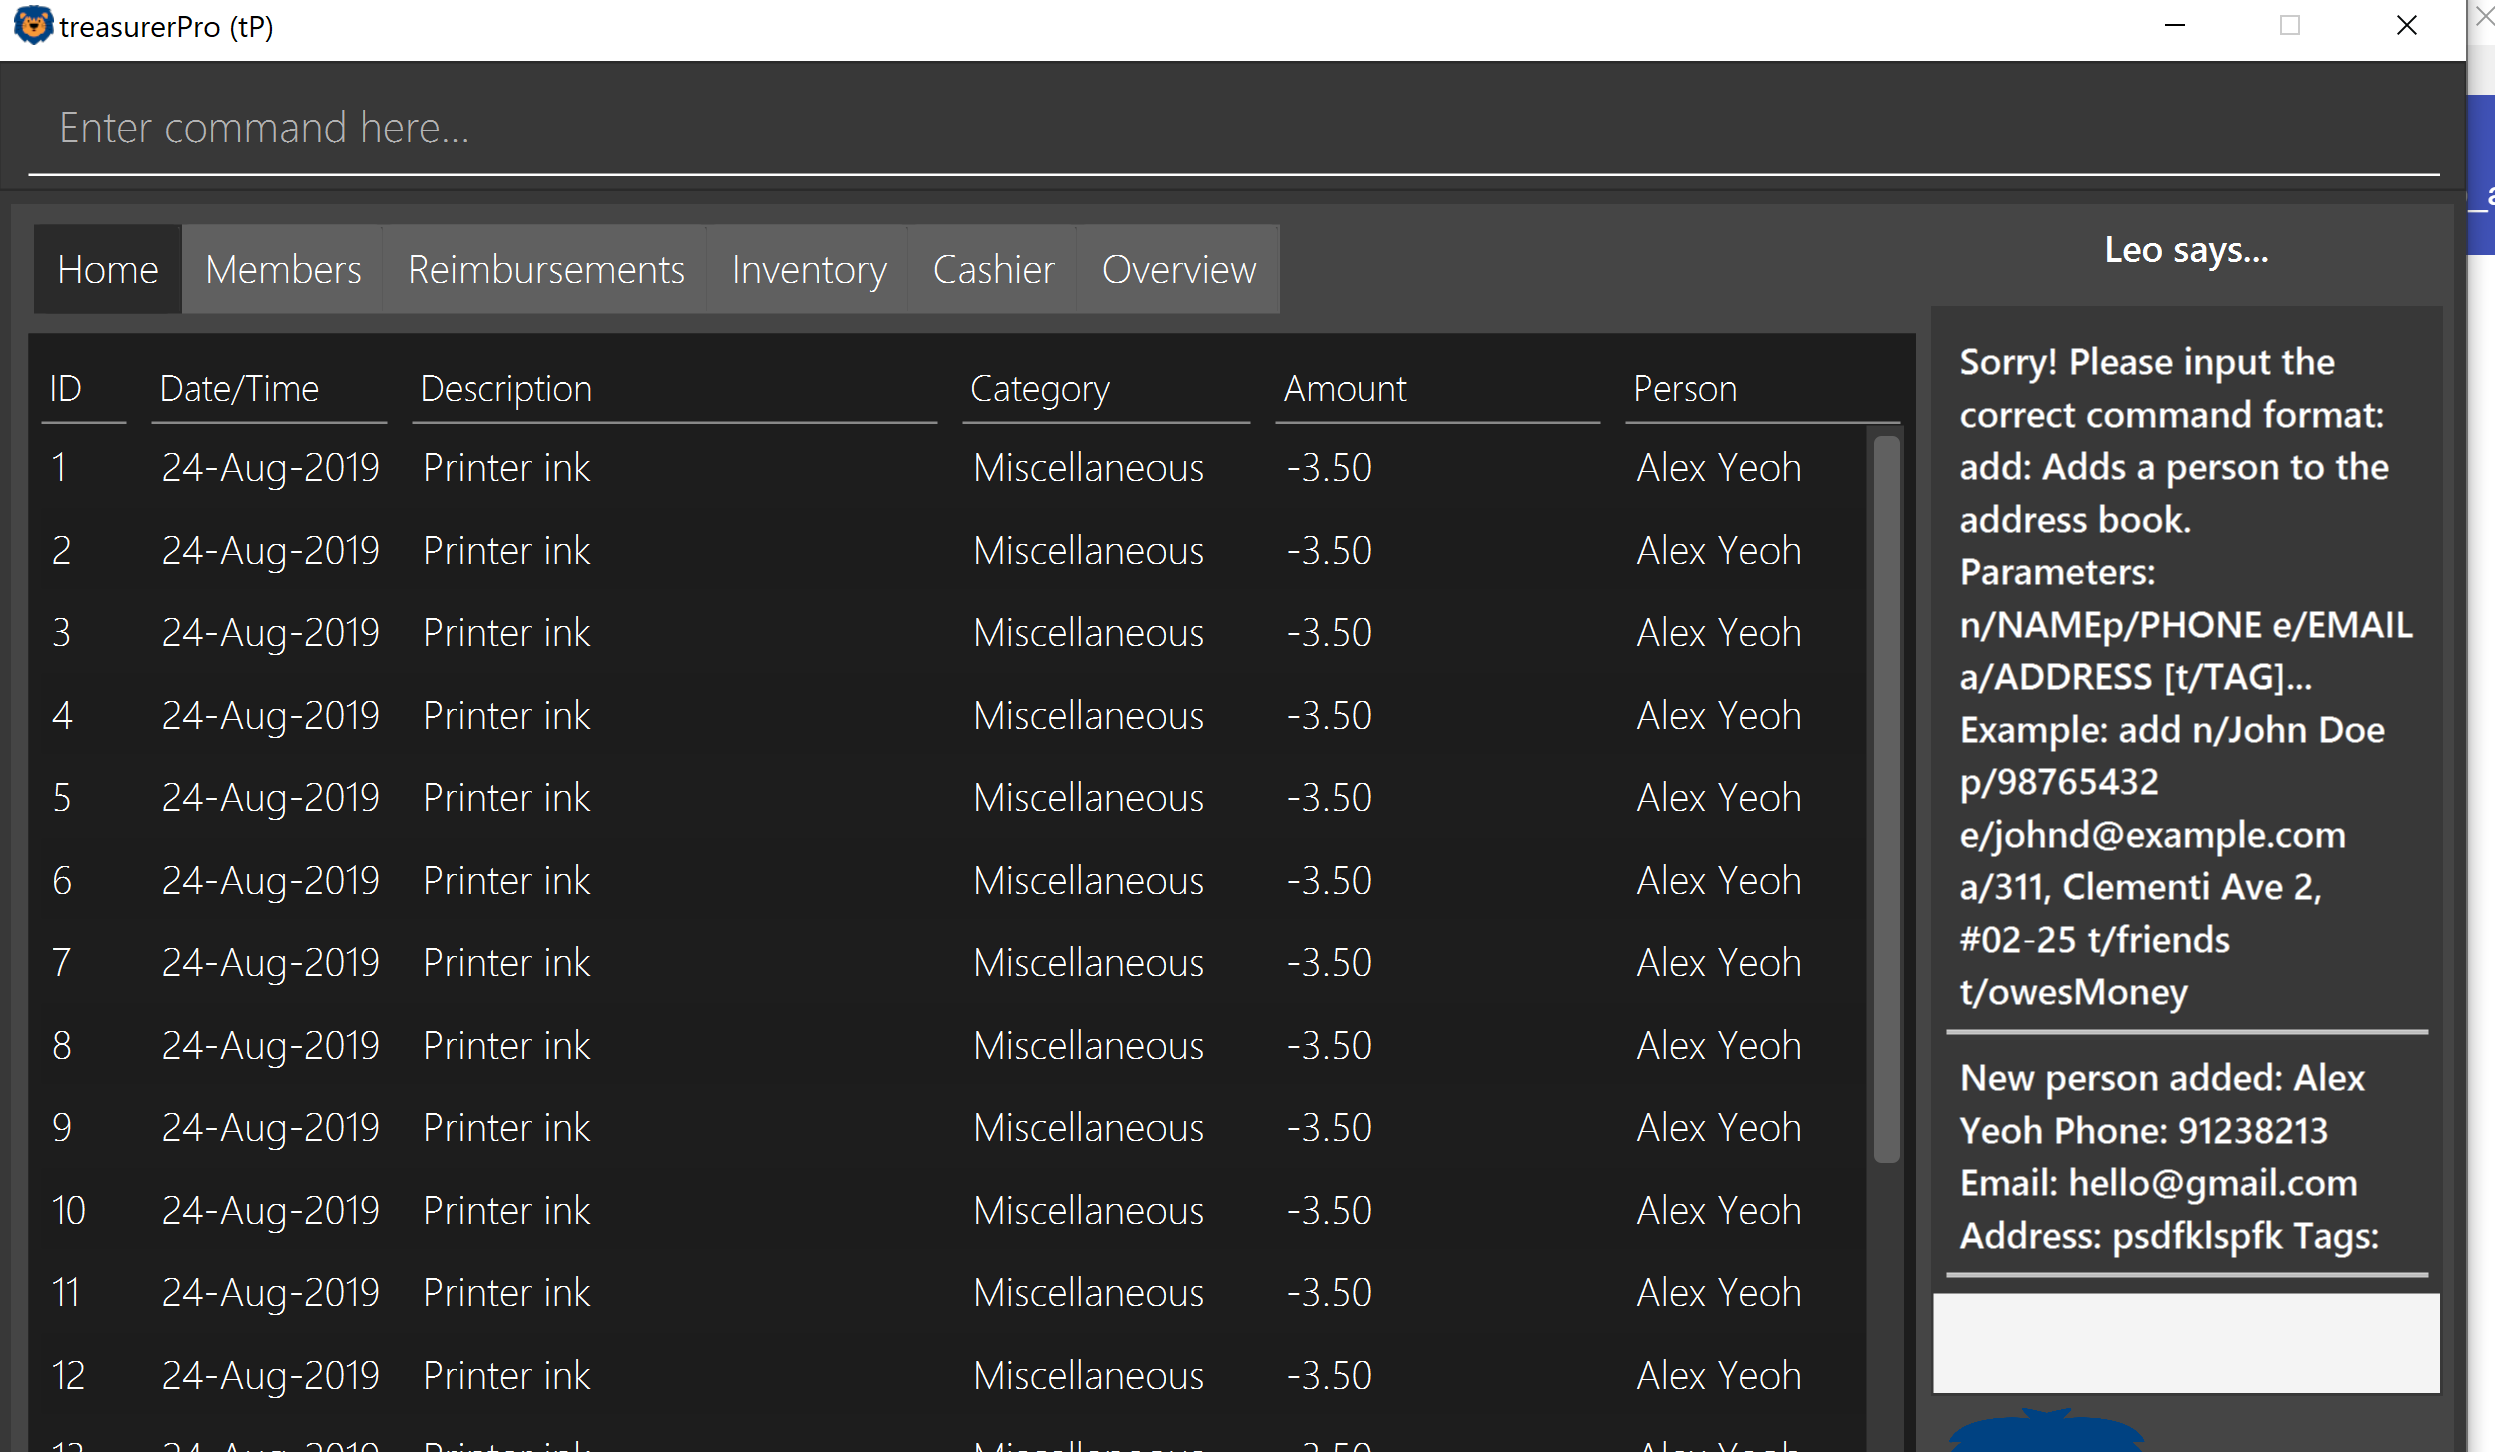 treasurerPro (tP)
Enter command here...
Home Members Reimbursements Inventory Cashier Overview
ID Date/Time Description Category Amount Person
1 24-Aug-2019 Printer ink Miscellaneous -3.50 Alex Yeoh
2 24-Aug-2019 Printer ink Miscellaneous -3.50 Alex Yeoh
3 24-Aug-2019 Printer ink Miscellaneous -3.50 Alex Yeoh
4 24-Aug-2019 Printer ink Miscellaneous -3.50 Alex Yeoh
5 24-Aug-2019 Printer ink Miscellaneous -3.50 Alex Yeoh
6 24-Aug-2019 Printer ink Miscellaneous -3.50 Alex Yeoh
7 24-Aug-2019 Printer ink Miscellaneous -3.50 Alex Yeoh
8 24-Aug-2019 Printer ink Miscellaneous -3.50 Alex Yeoh
9 24-Aug-2019 Printer ink Miscellaneous -3.50 Alex Yeoh
10 24-Aug-2019 Printer ink Miscellaneous -3.50 Alex Yeoh
11 24-Aug-2019 Printer ink Miscellaneous -3.50 Alex Yeoh
12 24-Aug-2019 Printer ink Miscellaneous -3.50 Alex Yeoh
Leo says...
Sorry! Please input the
correct command format:
add: Adds a person to the
address book.
Parameters:
n/NAMEp/PHONE e/EMAIL
a/ADDRESS [t/TAG]...
Example: add n/John Doe
p/98765432
e/johnd@example.com
a/311, Clementi Ave 2,
#02-25 t/friends
t/owesMoney
New person added: Alex
Yeoh Phone: 91238213
Email: hello@gmail.com
Address: psdfklspfk Tags: